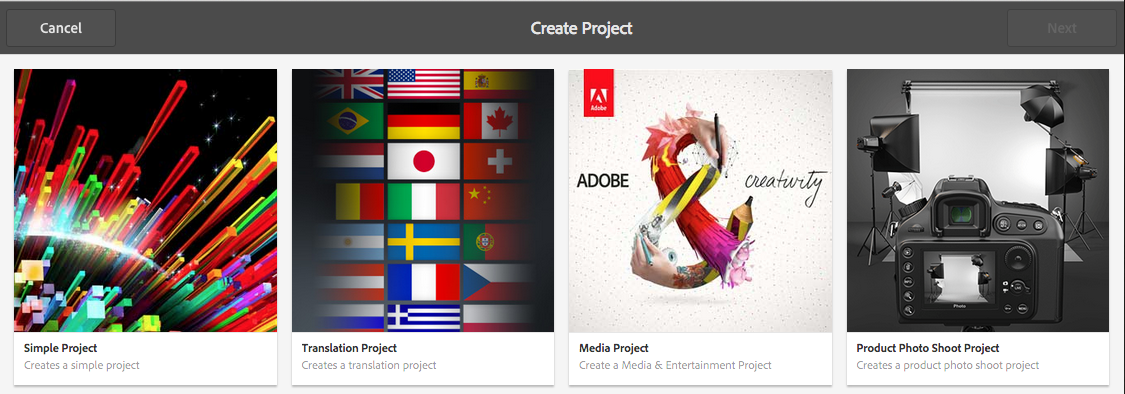 Cancel
Create Project
Next
Adobe
ADOBE
creativity
Photo
Simple Project
Creates a simple project
Translation Project
Creates a translation project
Media Project
Create a Media & Entertainment Project
Product Photo Shoot Project
Creates a product photo shoot project